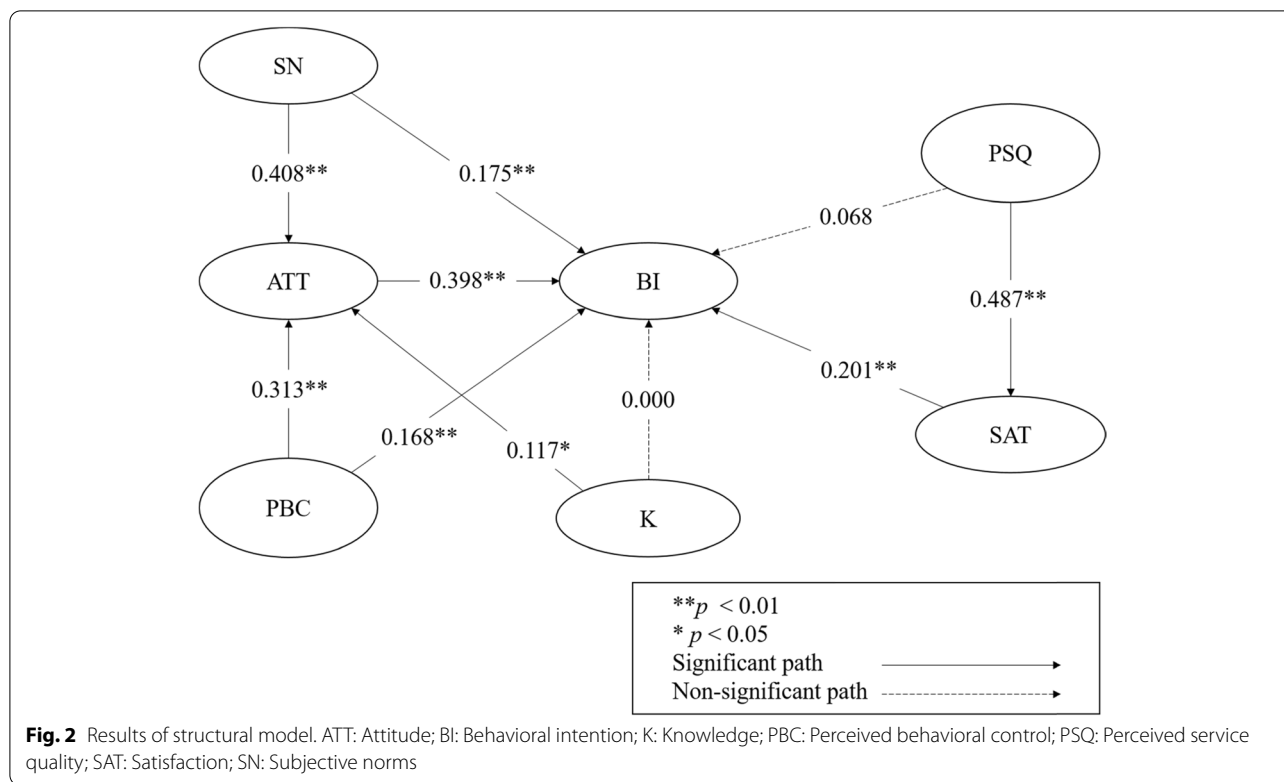 SN
PSQ
0.408**
0.175**
0.068
ATT
0.398**
BI
0.487**
0.313**
0.201**
0.000
0.168**
0.117*
SAT
PBC
K
**p < 0.01
* p < 0.05
Significant path
Non-significant path
Fig. 2 Results of structural model. ATT: Attitude; BI: Behavioral intention; K: Knowledge; PBC: Perceived behavioral control; PSQ: Perceived service
quality; SAT: Satisfaction; SN: Subjective norms